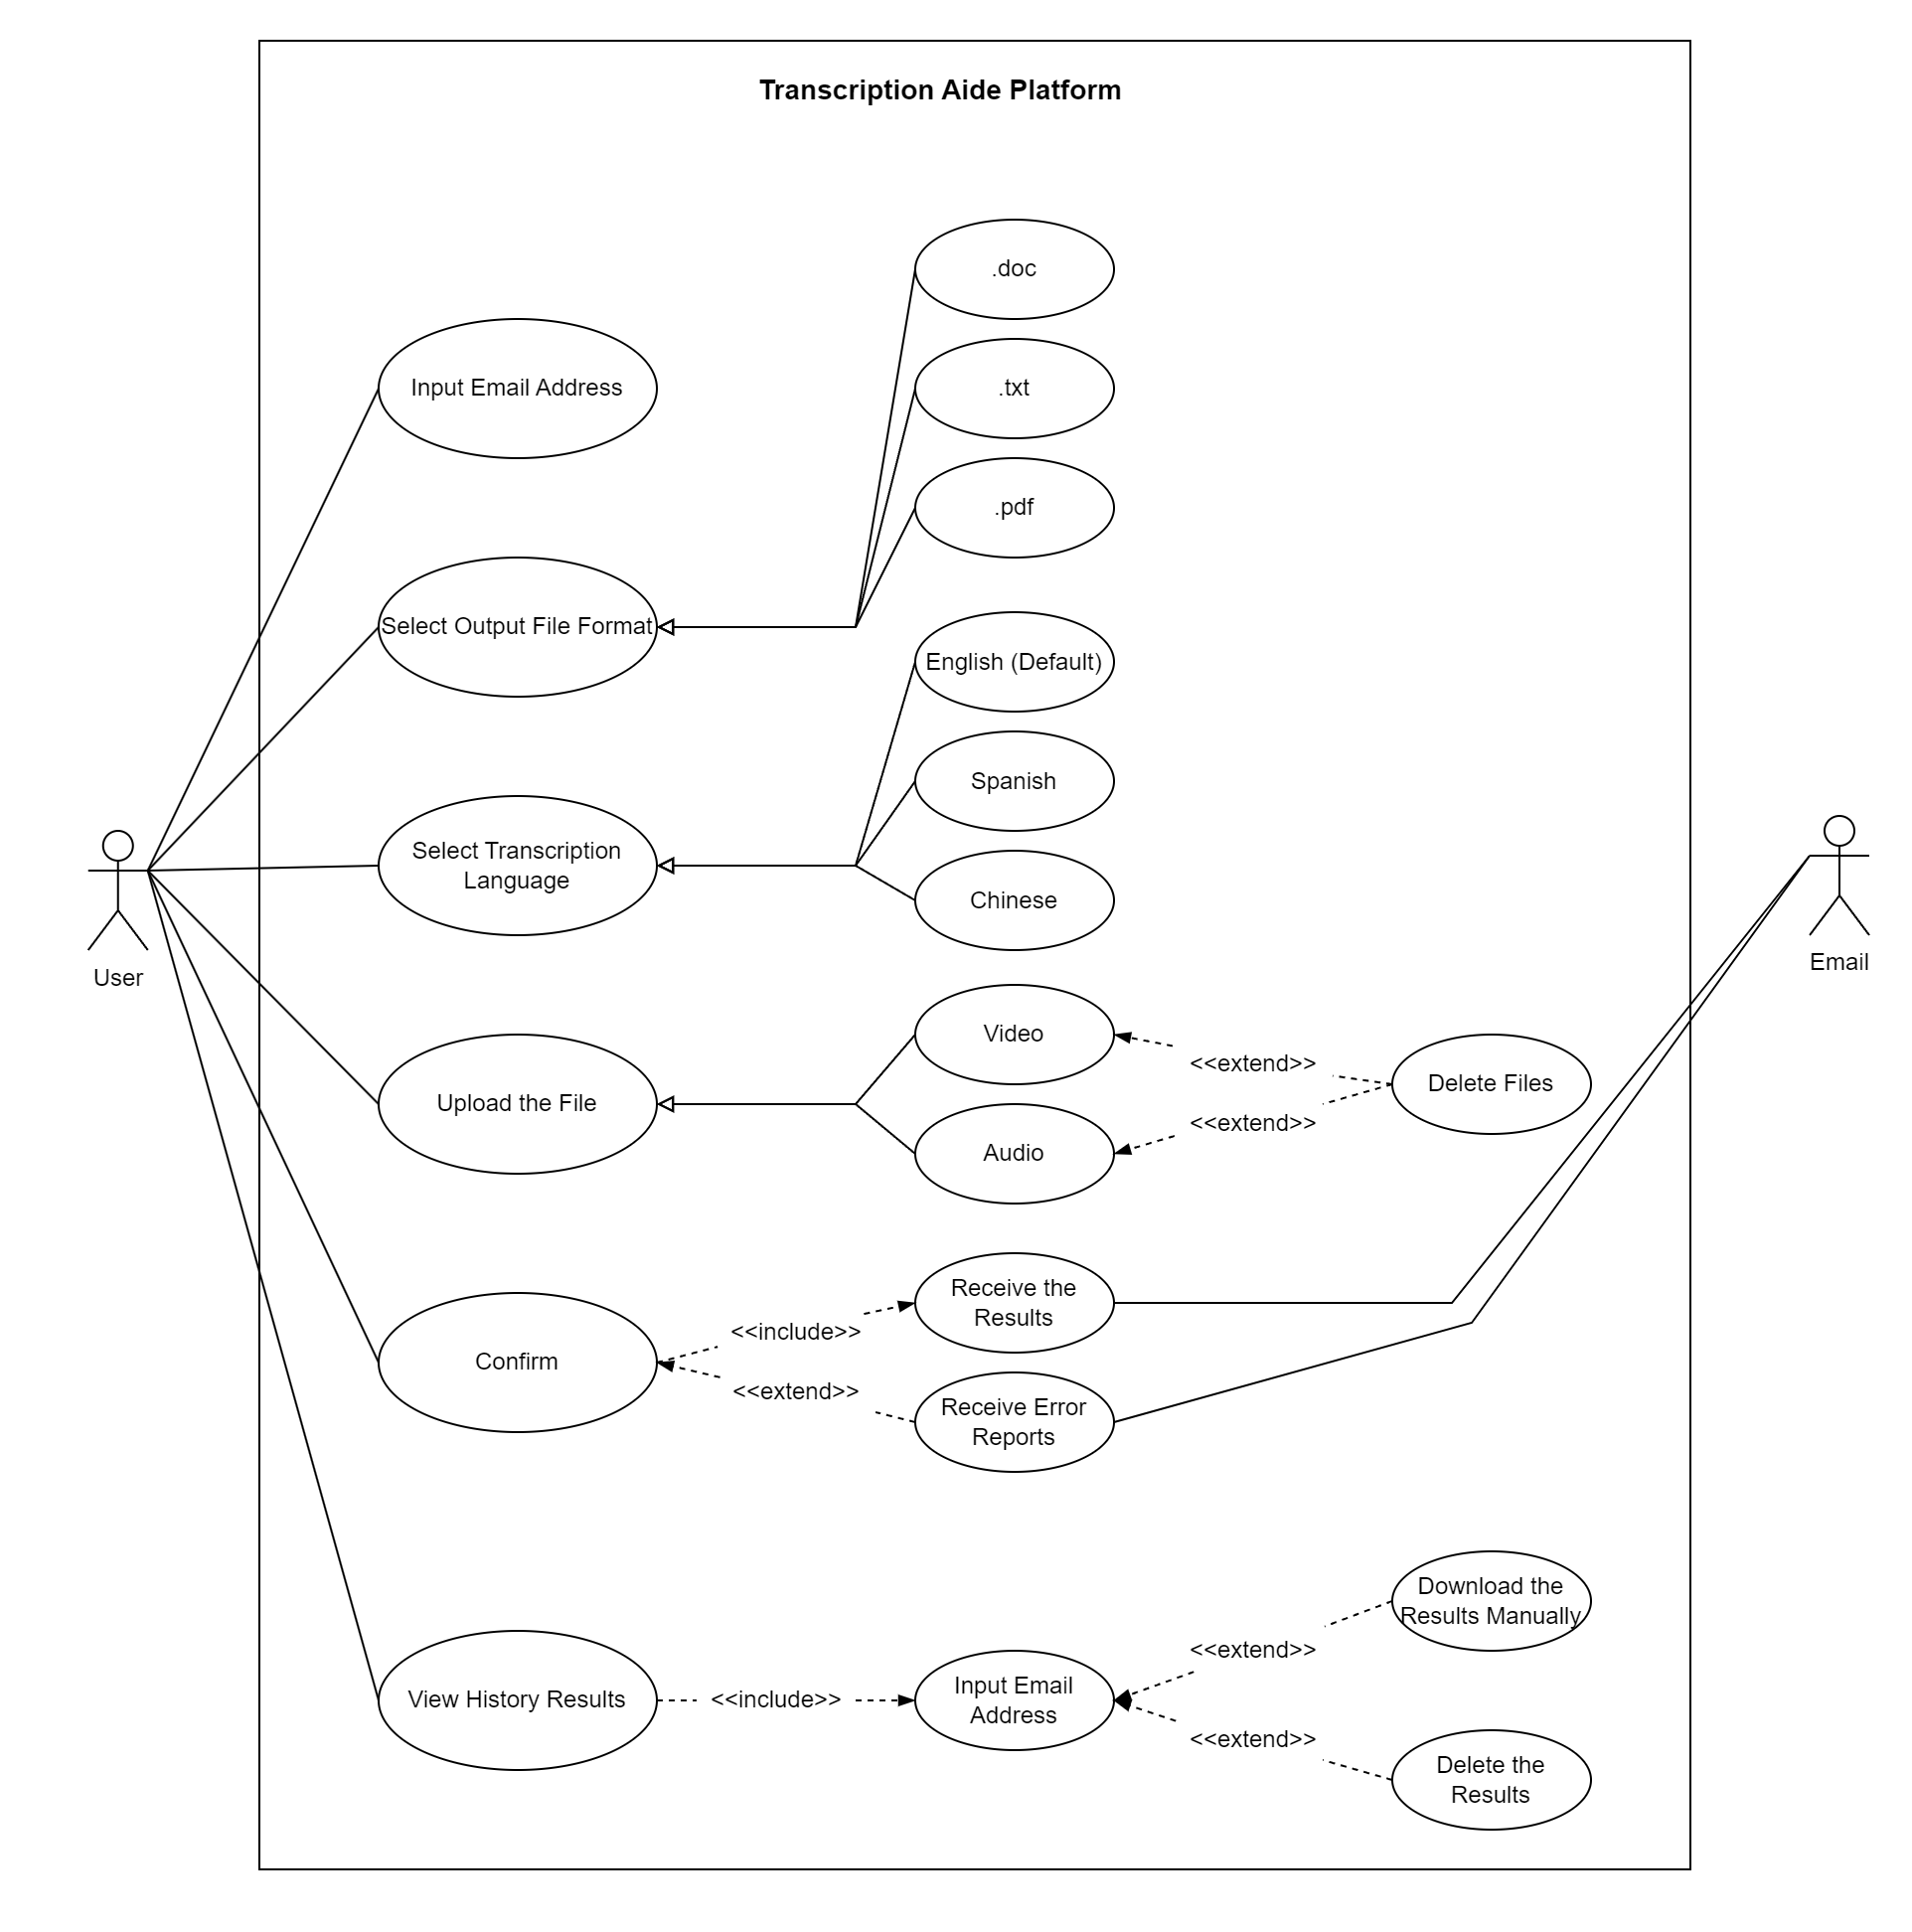 Transcription Aide Platform
.doc
.txt
.pdf
Input Email Address
Select Output File Format
English (Default)
Spanish
Chinese
Select Transcription
Language
User
Email
Upload the File
Video
Audio
<<extend>>
<<extend>>
Delete Files
Confirm
<<include>>
<<extend>>
Receive the
Results
Receive Error
Reports
View History Results
<<include>>
Input Email
Address
<<extend>>
<<extend>>
Download the
Results Manually
Delete the
Results